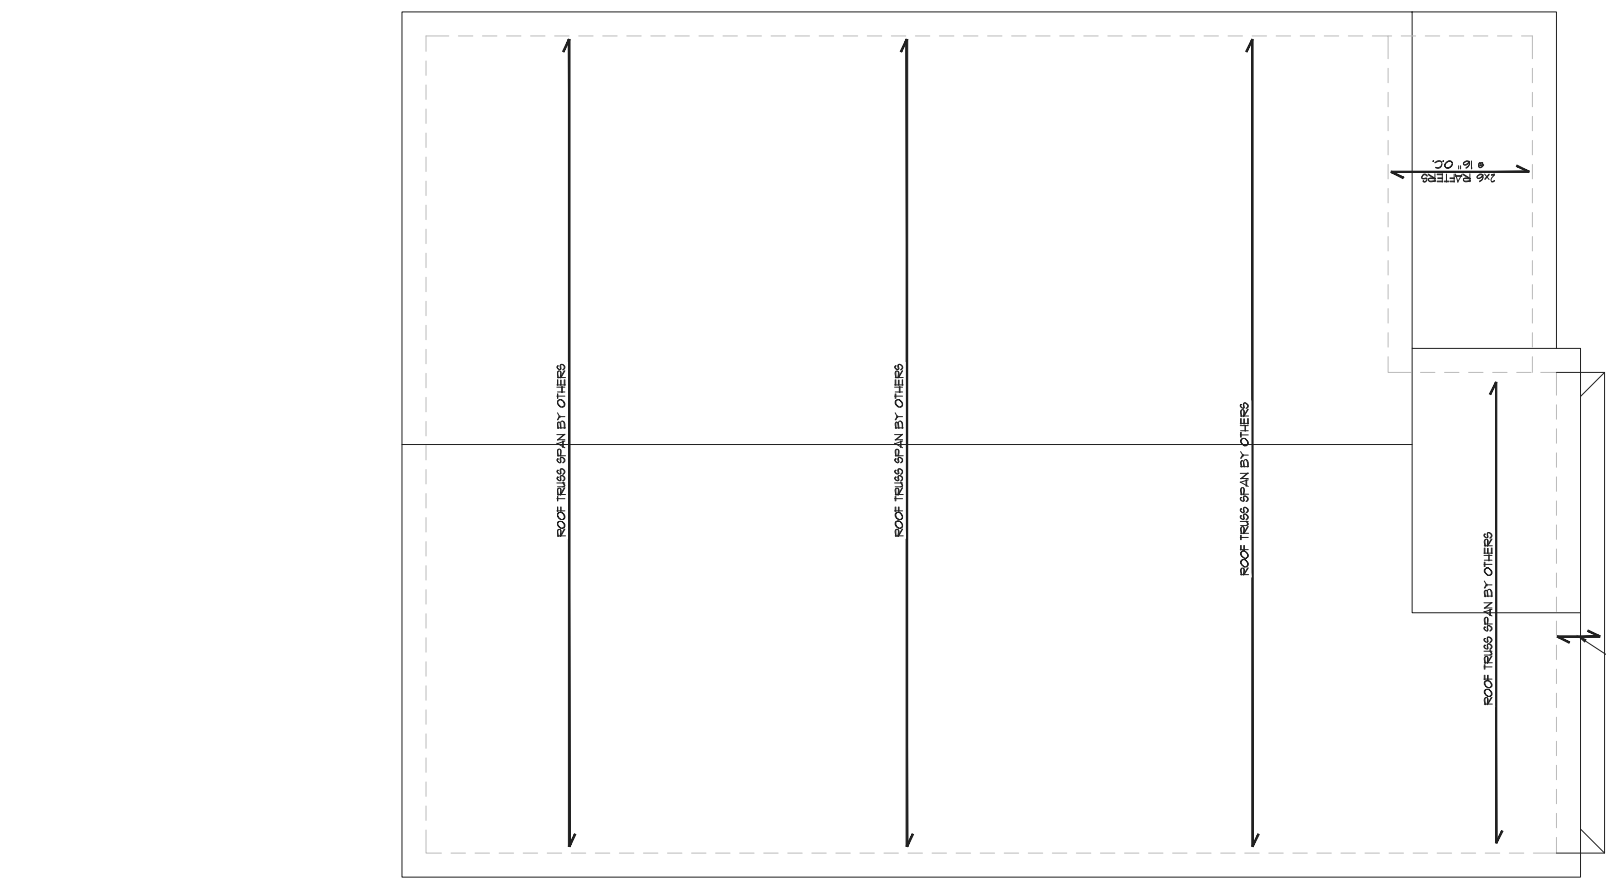 ROOF TRUSS SPAN BY OTHERS
ROOF TRUSS SPAN BY OTHERS
ROOF TRUSS SPAN BY OTHERS
ROOF TRUSS SPAN BY OTHERS
2x6 RAFTERS
@ 16" O.C.